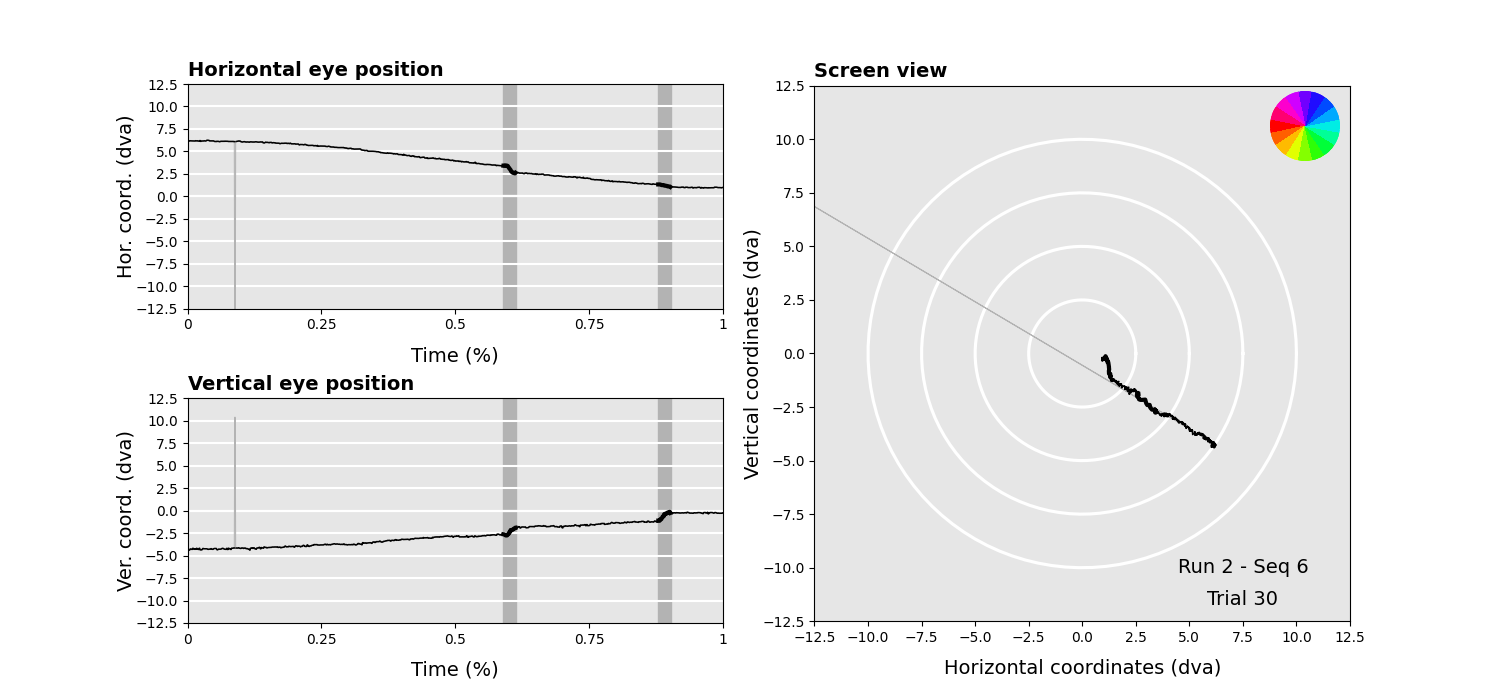 Horizontal eye position
Hor. coord. (dva)
12.5
10.0
7.5
5.0
2.5
0.0
−2.5
−5.0
−7.5
−10.0
−12.5
0 0.25 0.5 0.75 1
Time (%)
Vertical eye position
Ver. coord. (dva)
12.5
10.0
7.5
5.0
2.5
0.0
−2.5
−5.0
−7.5
−10.0
−12.5
0 0.25 0.5 0.75 1
Time (%)
Screen view
Vertical coordinates (dva)
12.5
10.0
7.5
5.0
2.5
0.0
−2.5
−5.0
−7.5
−10.0
−12.5
Run 2 - Seq 6
Trial 30
−12.5 −10.0 −7.5 −5.0 −2.5 0.0 2.5 5.0 7.5 10.0 12.5
Horizontal coordinates (dva)